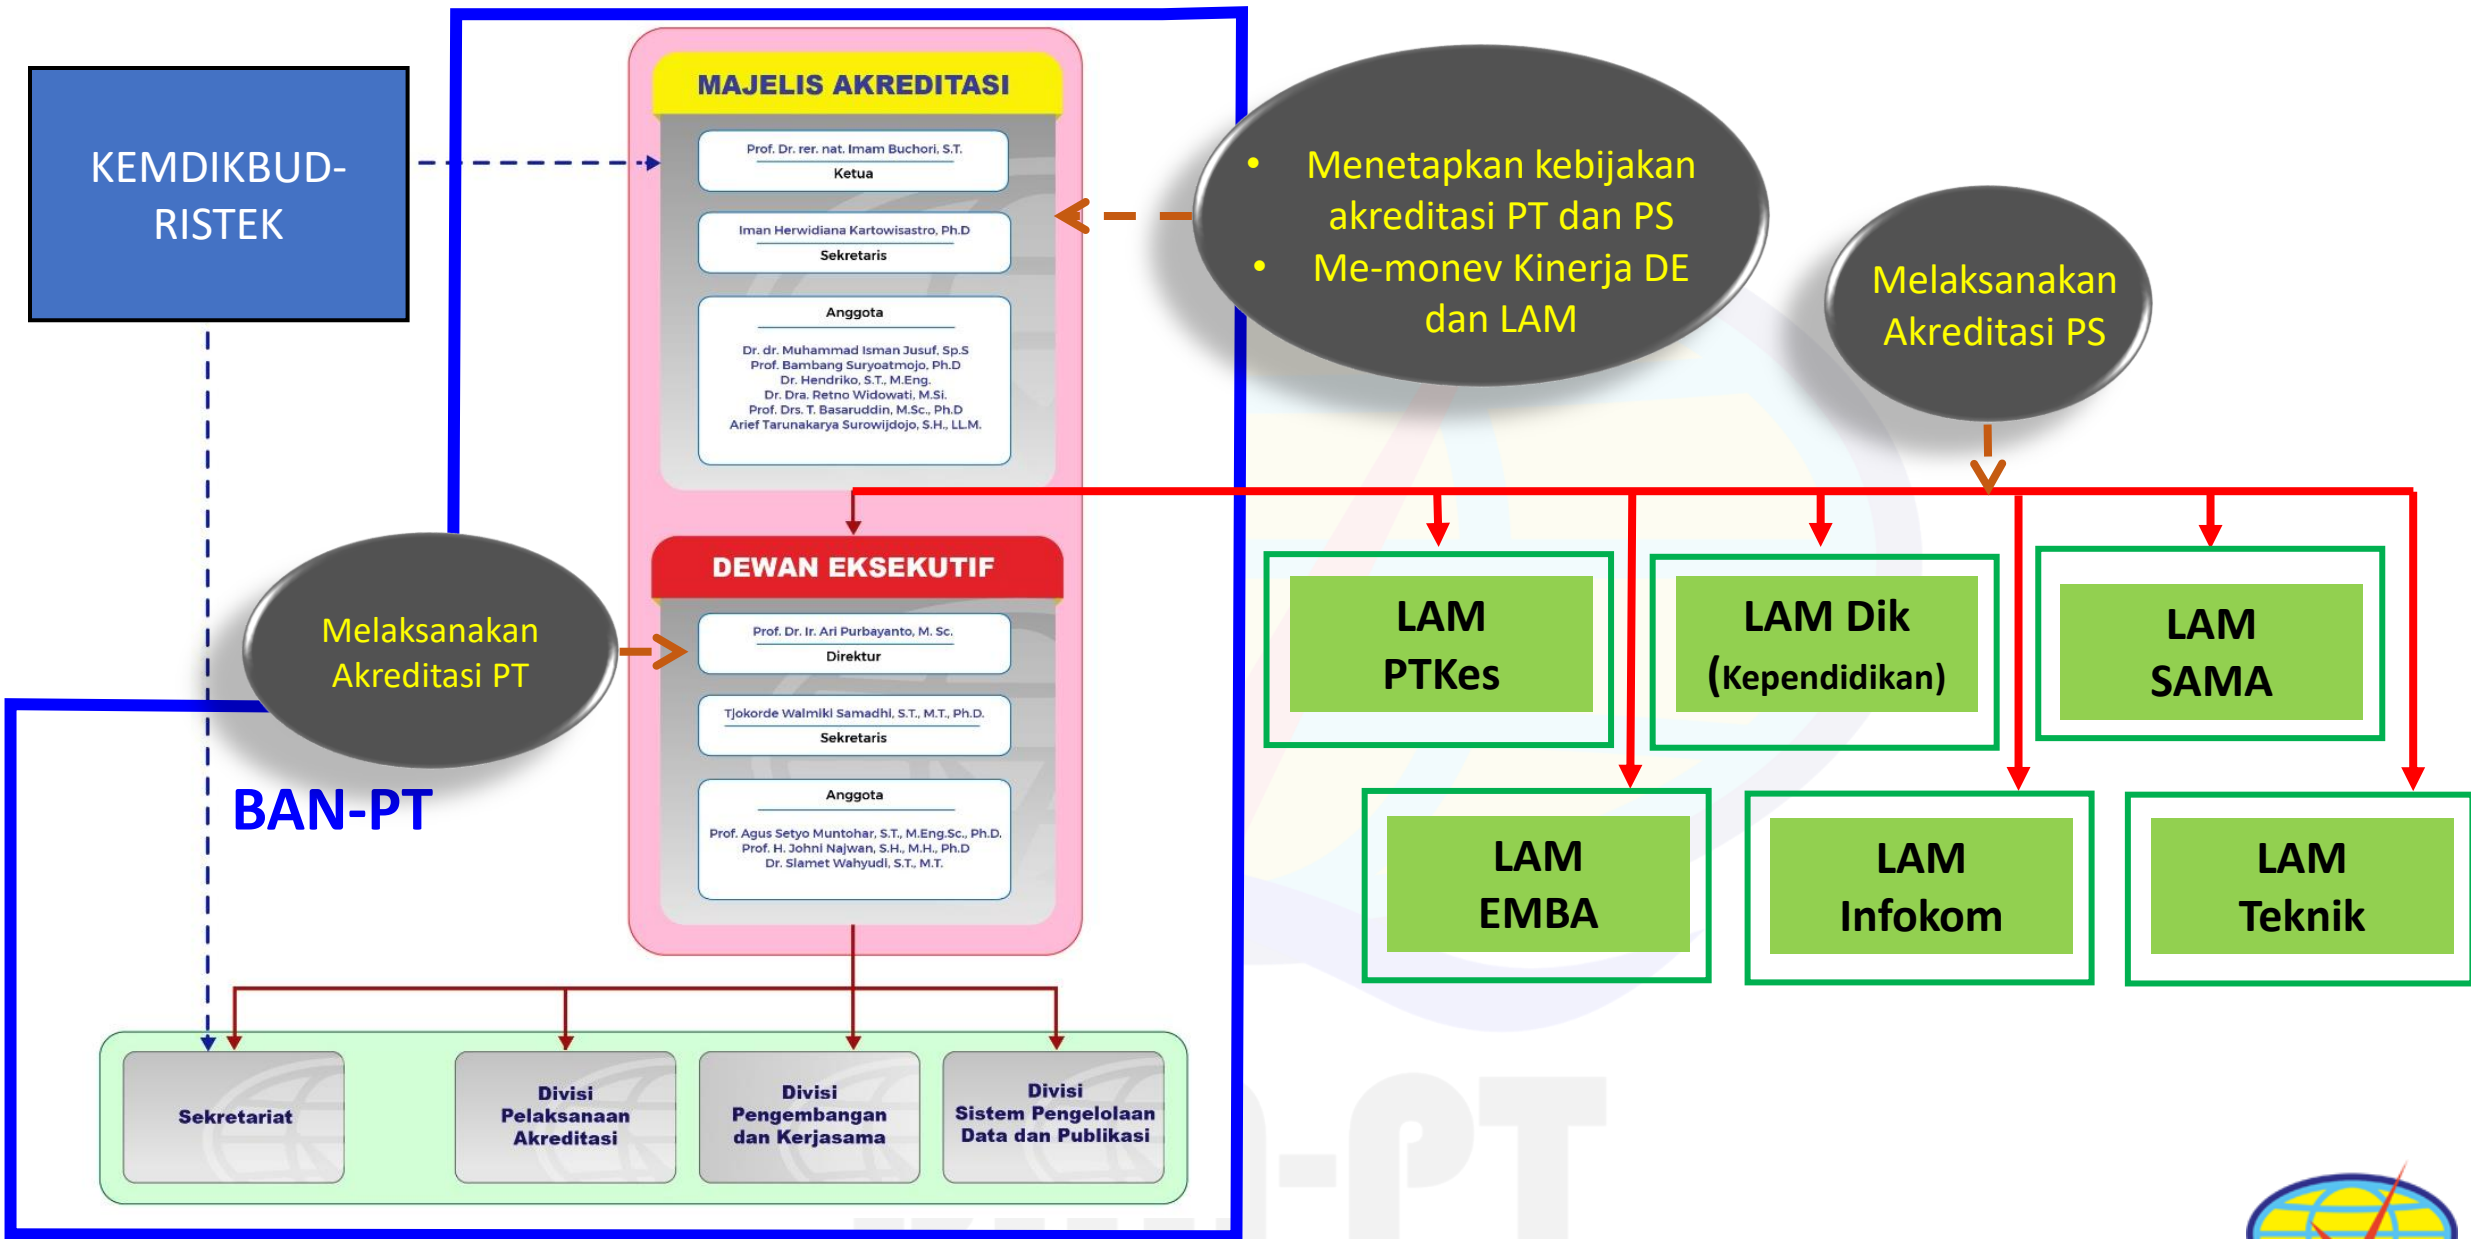 KEMDIKBUD-
RISTEK
MAJELIS AKREDITASI
Prof. Dr. rer. nat. Imam Buchori, S.T.
Ketua
Iman Herwidiana Kartowisastro, Ph.D
Sekretaris
Anggota
Dr. dr. Muhammad Isman Jusuf, Sp.S
Prof. Bambang Suryoatmojo, Ph.D
Dr. Hendriko, S.T., M.Eng.
Dr. Dra. Retno Widowati, M.Si.
Prof. Drs. T. Basaruddin, M.Sc., Ph.D
Arief Tarunakarya Surowijdojo, S.H., LL.M.
• Menetapkan kebijakan
akreditasi PT dan PS
• Me-monev Kinerja DE
dan LAM
Melaksanakan
Akreditasi PS
DEWAN EKSEKUTIF
Prof. Dr. Ir. Ari Purbayanto, M. Sc.
Direktur
Tjokorde Walmiki Samadhi, S.T., M.T., Ph.D.
Sekretaris
Anggota
Prof. Agus Setyo Muntohar, S.T., M.Eng.Sc., Ph.D.
Prof. H. Johni Najwan, S.H., M.H., Ph.D
Dr. Slamet Wahyudi, S.T., M.T.
Melaksanakan
Akreditasi PT
BAN-PT
LAM
PTKes
LAM Dik
(Kependidikan)
LAM
SAMA
LAM
EMBA
LAM
Infokom
LAM
Teknik
Sekretariat
Divisi
Pelaksanaan
Akreditasi
Divisi
Pengembangan
dan Kerjasama
Divisi
Sistem Pengelolaan
Data dan Publikasi